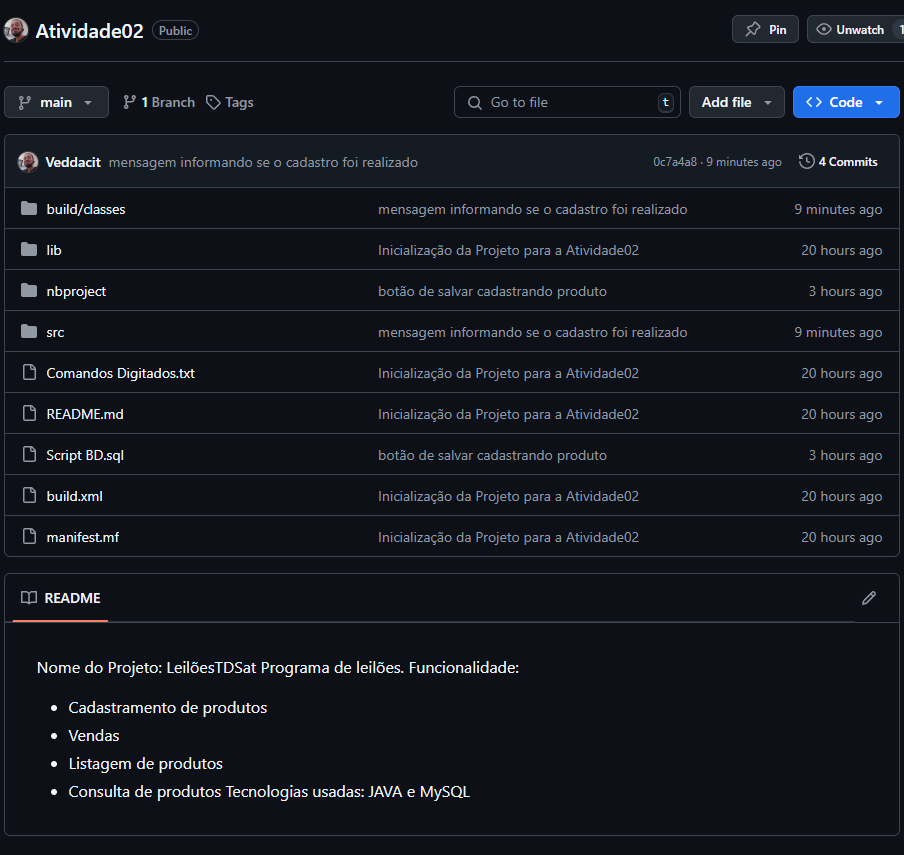 Atividade02 Public Pin Unwatch 1
main 1 Branch Tags Go to file t Add file Code
Veddacit mensagem informando se o cadastro foi realizado 0c7a4a8 · 9 minutes ago 4 Commits
build/classes mensagem informando se o cadastro foi realizado 9 minutes ago
lib Inicialização da Projeto para a Atividade02 20 hours ago
nbproject botão de salvar cadastrando produto 3 hours ago
src mensagem informando se o cadastro foi realizado 9 minutes ago
Comandos Digitados.txt Inicialização da Projeto para a Atividade02 20 hours ago
README.md Inicialização da Projeto para a Atividade02 20 hours ago
Script BD.sql botão de salvar cadastrando produto 3 hours ago
build.xml Inicialização da Projeto para a Atividade02 20 hours ago
manifest.mf Inicialização da Projeto para a Atividade02 20 hours ago
README
Nome do Projeto: LeilõesTDSat Programa de leilões. Funcionalidade:
• Cadastramento de produtos
• Vendas
• Listagem de produtos
• Consulta de produtos Tecnologias usadas: JAVA e MySQL